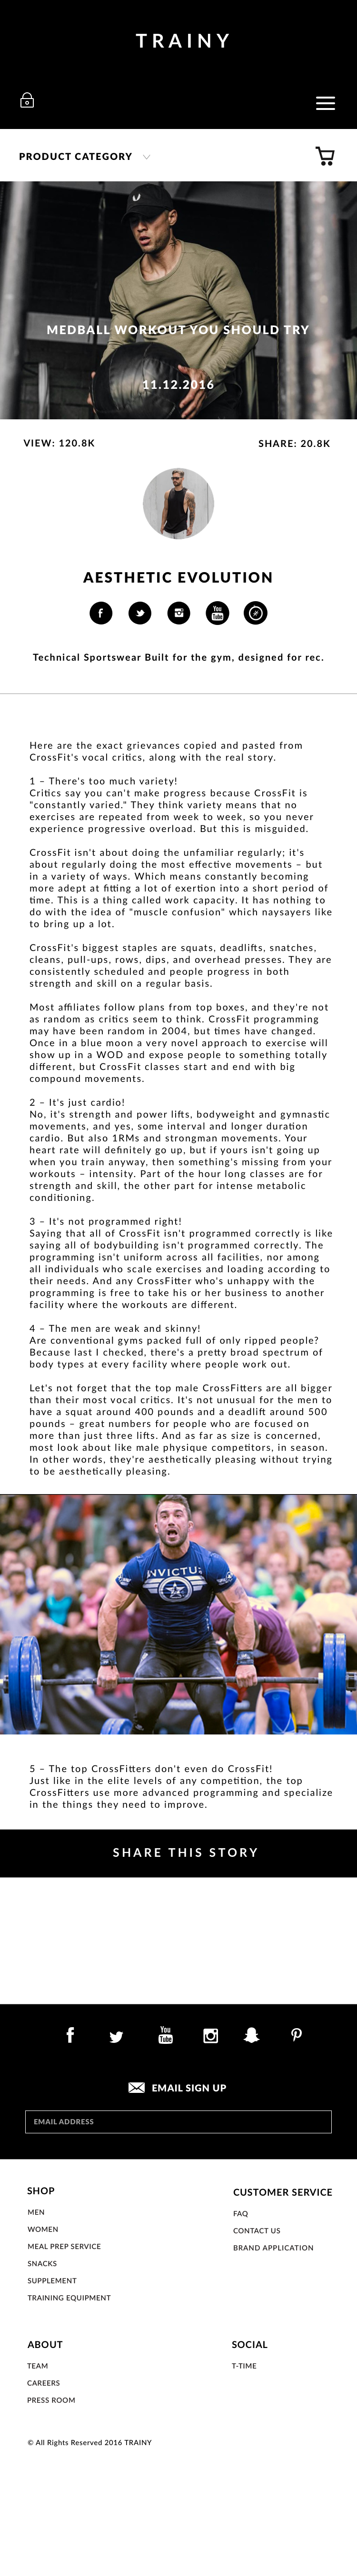 TRAINY
PRODUCT CATEGORY
MEDBALL WORKOUT YOU SHOULD TRY
11.12.2016
VIEW: 120.8K
SHARE: 20.8K
AESTHETIC EVOLUTION
You
Tube
Technical Sportswear Built for the gym, designed for rec.
Here are the exact grievances copied and pasted from
CrossFit's vocal critics, along with the real story.
1 – There's too much variety!
Critics say you can't make progress because CrossFit is
"constantly varied." They think variety means that no
exercises are repeated from week to week, so you never
experience progressive overload. But this is misguided.
CrossFit isn't about doing the unfamiliar regularly; it's
about regularly doing the most effective movements – but
in a variety of ways. Which means constantly becoming
more adept at fitting a lot of exertion into a short period of
time. This is a thing called work capacity. It has nothing to
do with the idea of "muscle confusion" which naysayers like
to bring up a lot.
CrossFit's biggest staples are squats, deadlifts, snatches,
cleans, pull-ups, rows, dips, and overhead presses. They are
consistently scheduled and people progress in both
strength and skill on a regular basis.
Most affiliates follow plans from top boxes, and they're not
as random as critics seem to think. CrossFit programming
may have been random in 2004, but times have changed.
Once in a blue moon a very novel approach to exercise will
show up in a WOD and expose people to something totally
different, but CrossFit classes start and end with big
compound movements.
2 – It's just cardio!
No, it's strength and power lifts, bodyweight and gymnastic
movements, and yes, some interval and longer duration
cardio. But also 1RMs and strongman movements. Your
heart rate will definitely go up, but if yours isn't going up
when you train anyway, then something's missing from your
workouts – intensity. Part of the hour long classes are for
strength and skill, the other part for intense metabolic
conditioning.
3 – It's not programmed right!
Saying that all of CrossFit isn't programmed correctly is like
saying all of bodybuilding isn't programmed correctly. The
programming isn't uniform across all facilities, nor among
all individuals who scale exercises and loading according to
their needs. And any CrossFitter who's unhappy with the
programming is free to take his or her business to another
facility where the workouts are different.
4 – The men are weak and skinny!
Are conventional gyms packed full of only ripped people?
Because last I checked, there's a pretty broad spectrum of
body types at every facility where people work out.
Let's not forget that the top male CrossFitters are all bigger
than their most vocal critics. It's not unusual for the men to
have a squat around 400 pounds and a deadlift around 500
pounds – great numbers for people who are focused on
more than just three lifts. And as far as size is concerned,
most look about like male physique competitors, in season.
In other words, they're aesthetically pleasing without trying
to be aesthetically pleasing.
INVICTUS
5 – The top CrossFitters don't even do CrossFit!
Just like in the elite levels of any competition, the top
CrossFitters use more advanced programming and specialize
in the things they need to improve.
SHARE THIS STORY
You
Tube
EMAIL SIGN UP
EMAIL ADDRESS
SHOP
MEN
WOMEN
MEAL PREP SERVICE
SNACKS
SUPPLEMENT
TRAINING EQUIPMENT
CUSTOMER SERVICE
FAQ
CONTACT US
BRAND APPLICATION
ABOUT
TEAM
CAREERS
PRESS ROOM
SOCIAL
T-TIME
© All Rights Reserved 2016 TRAINY